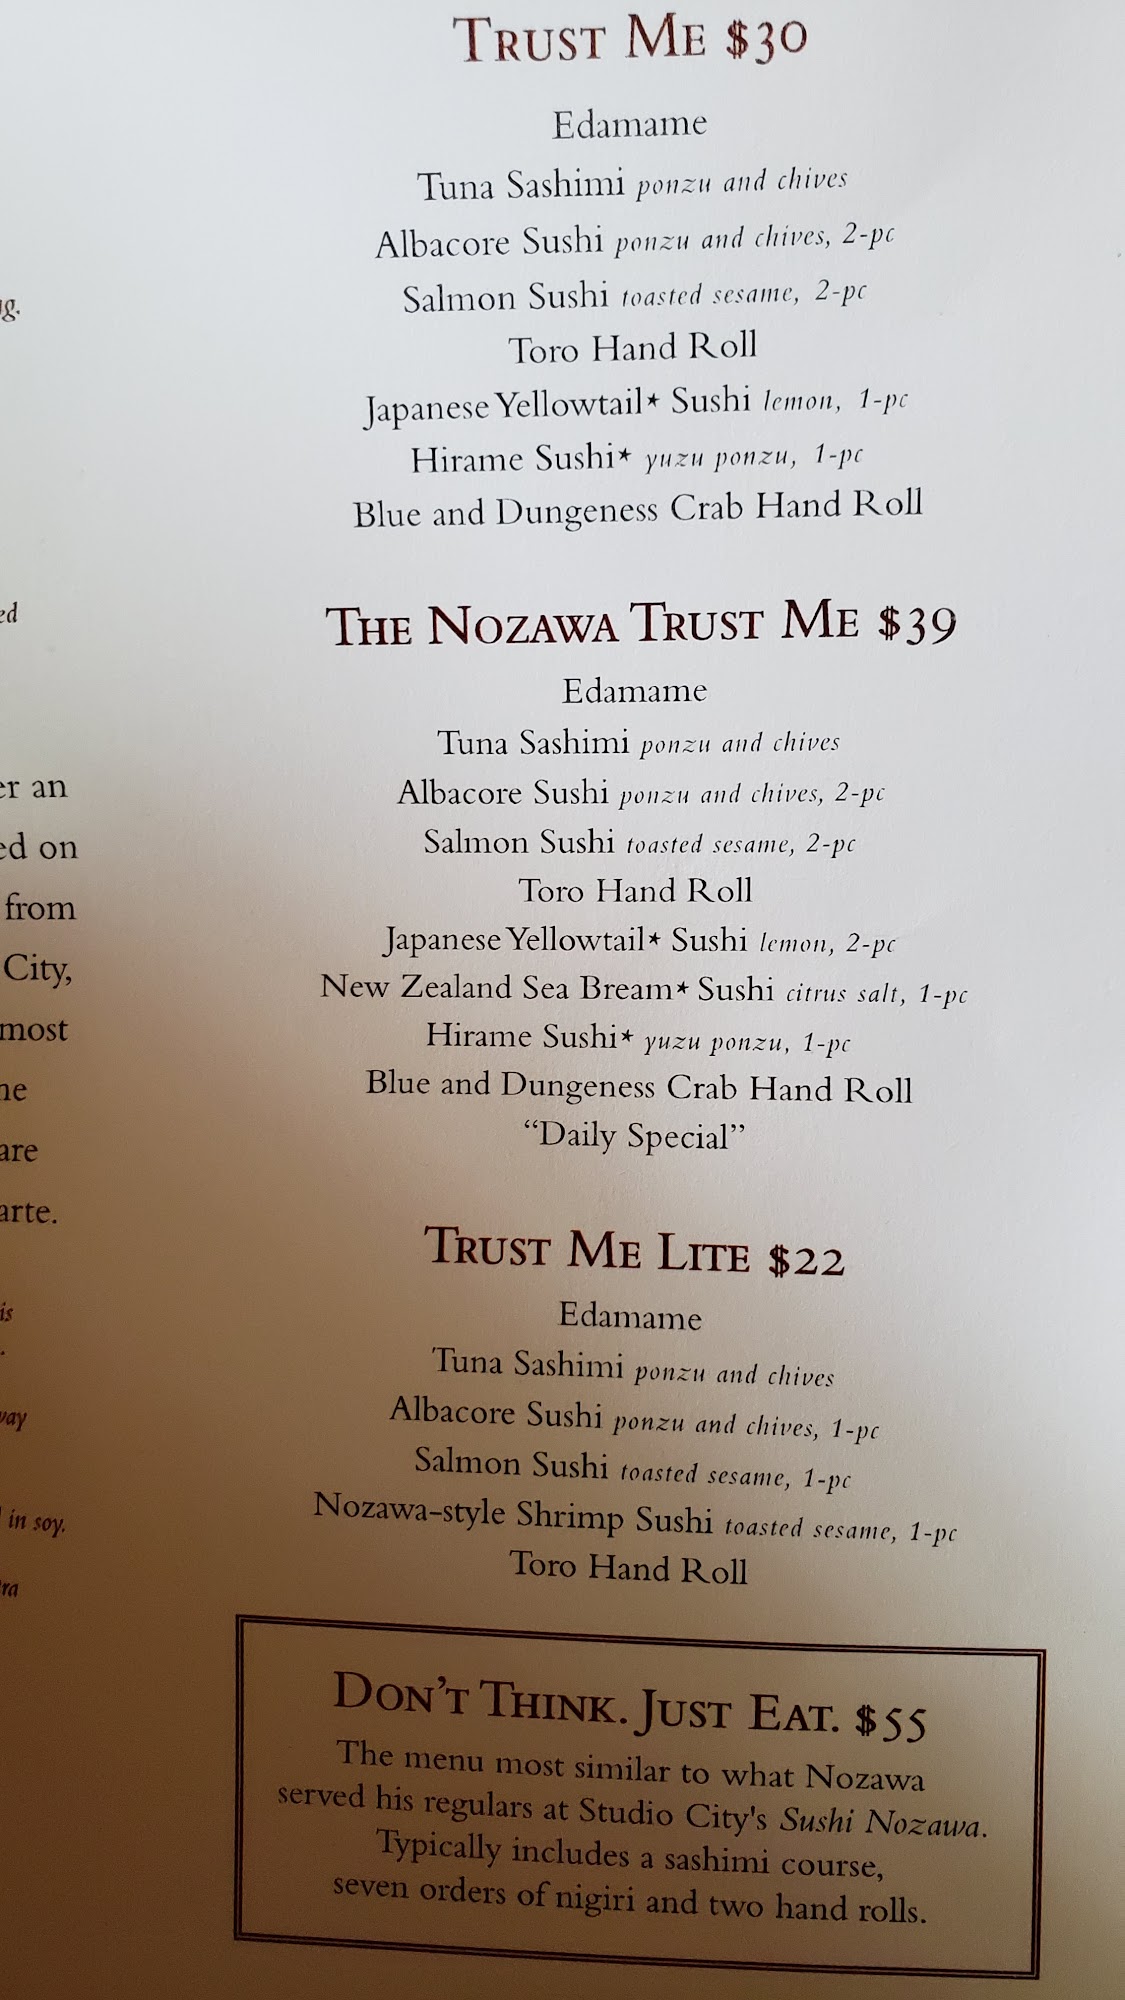 Trust Me $30
Edamame
Tuna Sashimi ponzu and chives
Albacore Sushi ponzu and chives, 2-pc
Salmon Sushi toasted sesame, 2-pc
Toro Hand Roll
Japanese Yellowtail* Sushi lemon, 1-pc
Hirame Sushi* yuzu ponzu, 1-pc
Blue and Dungeness Crab Hand Roll
The Nozawa Trust Me $39
Edamame
Tuna Sashimi ponzu and chives
Albacore Sushi ponzu and chives, 2-pc
Salmon Sushi toasted sesame, 2-pc
Toro Hand Roll
Japanese Yellowtail* Sushi lemon, 2-pc
New Zealand Sea Bream* Sushi citrus salt, 1-pc
Hirame Sushi* yuzu ponzu, 1-pc
Blue and Dungeness Crab Hand Roll
“Daily Special”
Trust Me Lite $22
Edamame
Tuna Sashimi ponzu and chives
Albacore Sushi ponzu and chives, 1-pc
Salmon Sushi toasted sesame, 1-pc
Nozawa-style Shrimp Sushi toasted sesame, 1-pc
Toro Hand Roll
Don't Think. Just Eat. $55
The menu most similar to what Nozawa
served his regulars at Studio City's Sushi Nozawa.
Typically includes a sashimi course,
seven orders of nigiri and two hand rolls.
an
on
from
City,
most
in soy.